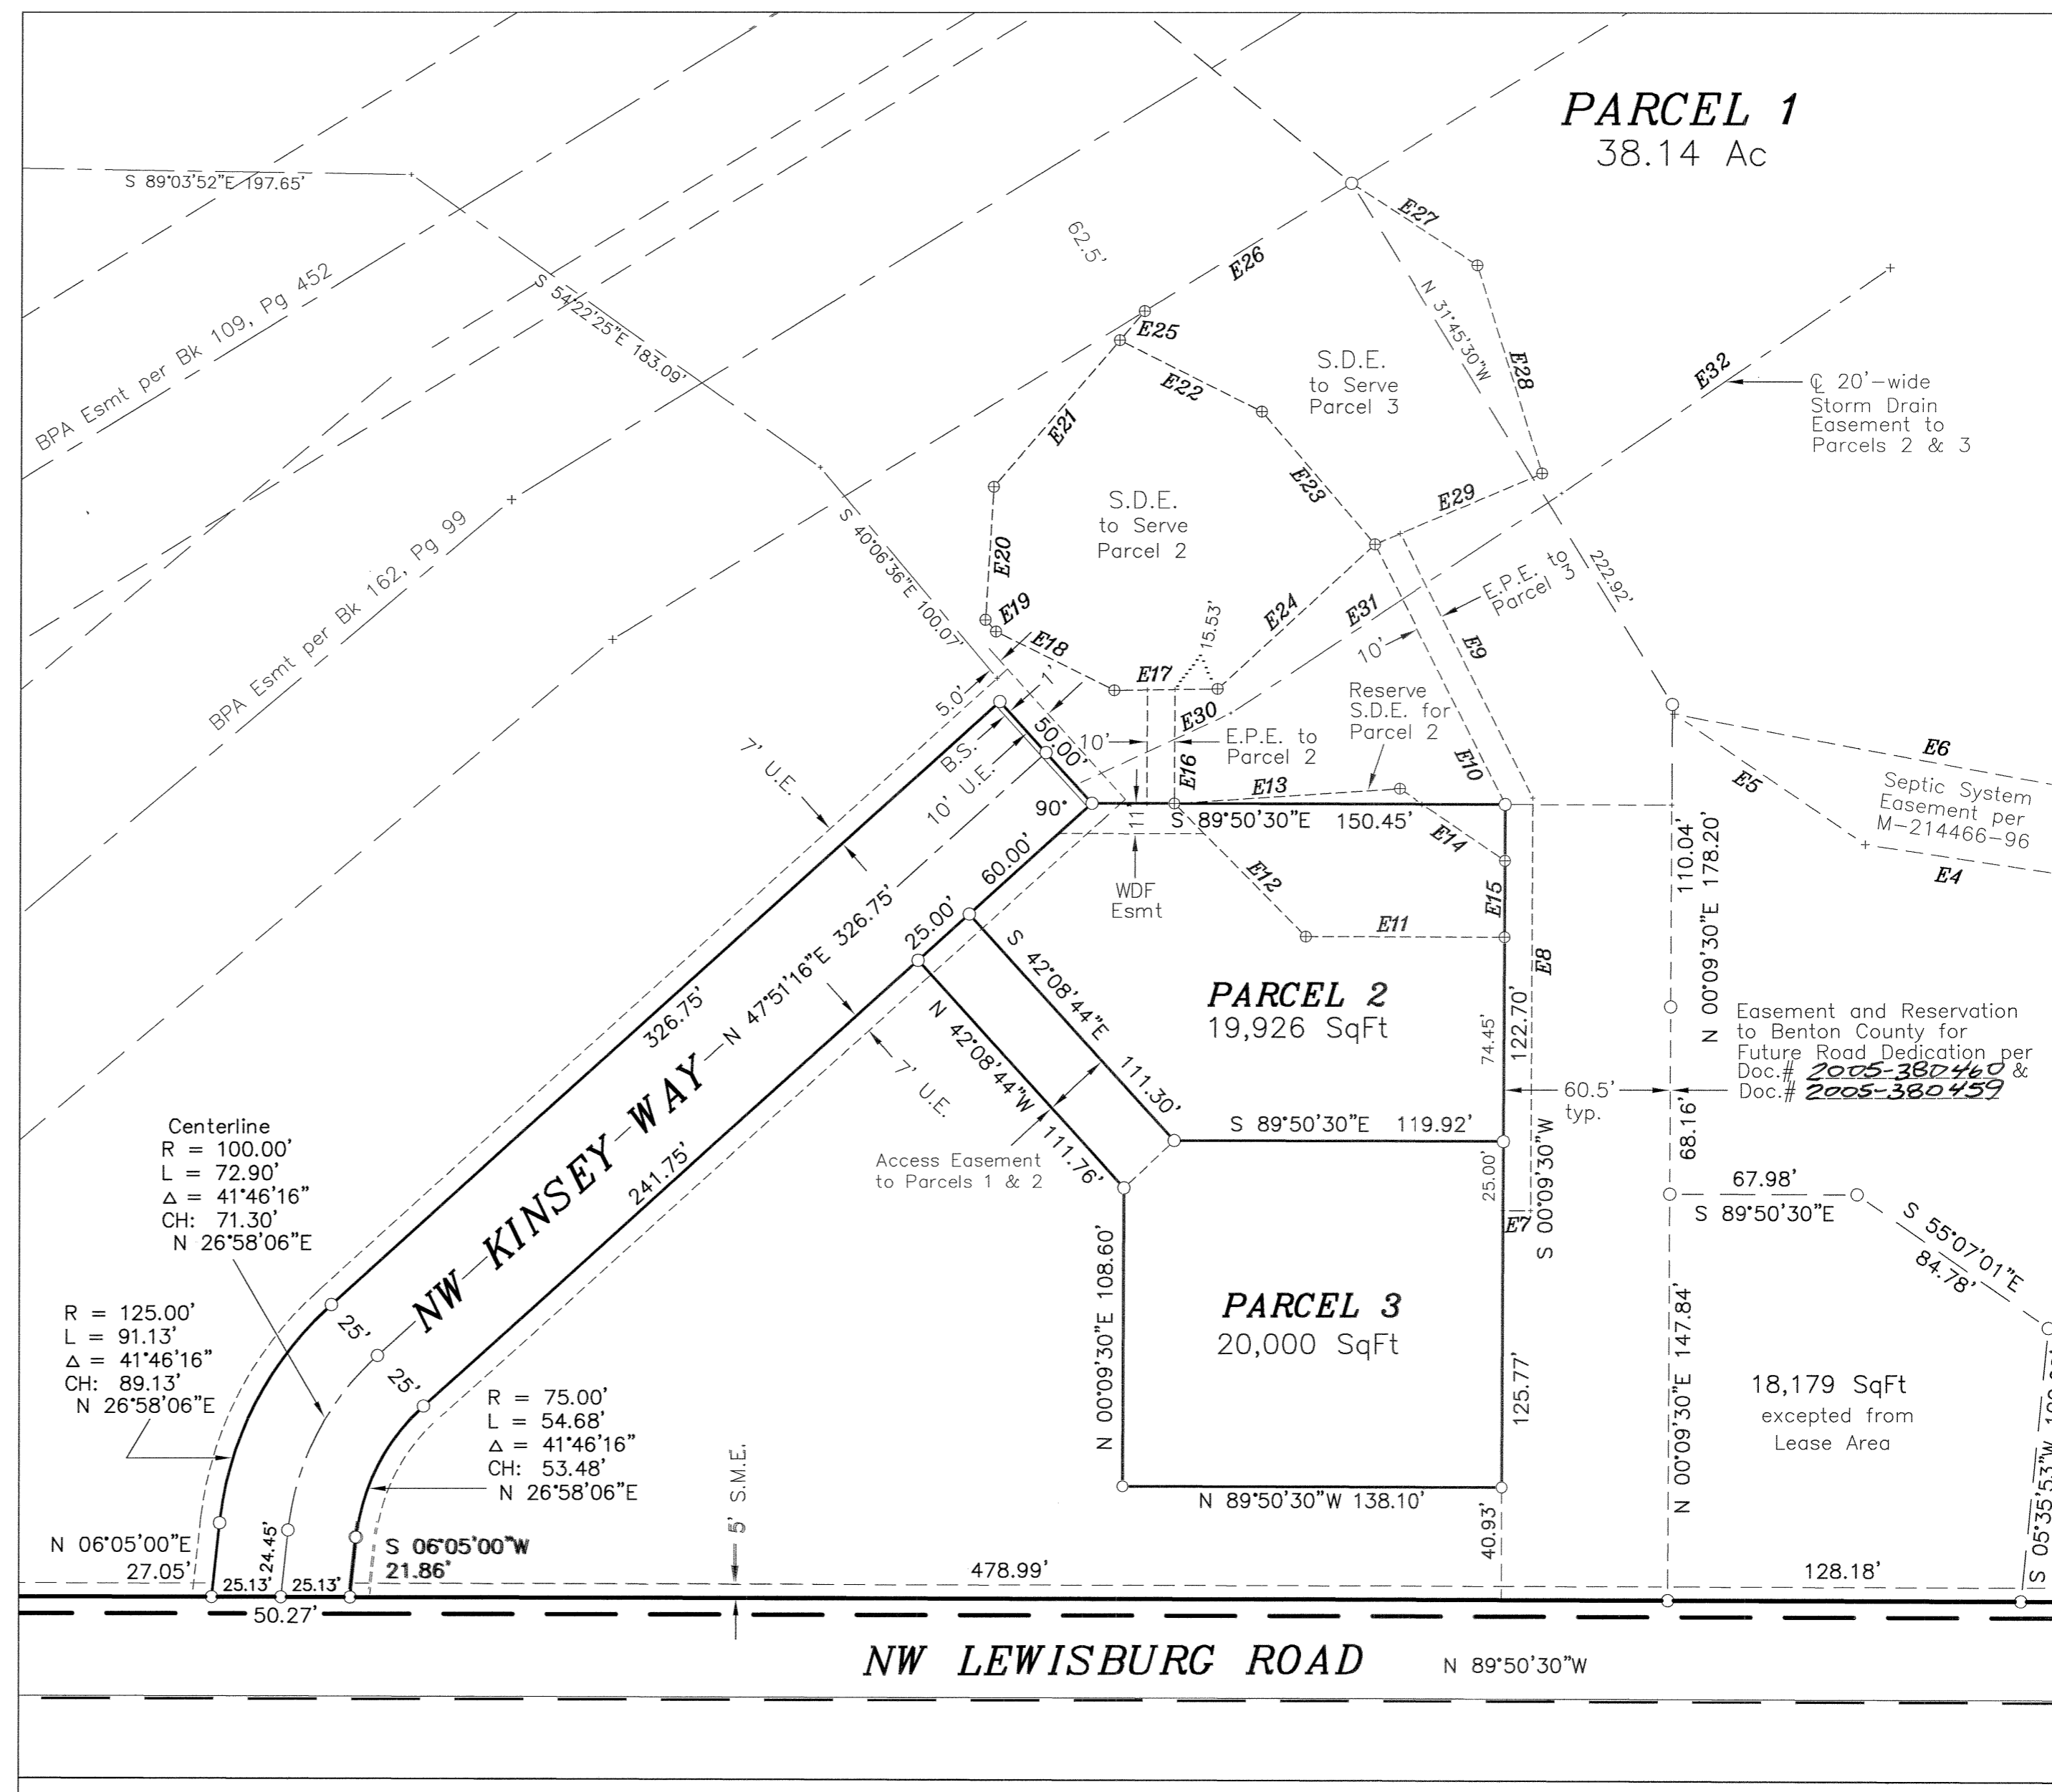 PARCEL 1
38.14 Ac
S 89°03'52"E 197.65'
BPA Esmt per Bk 109, Pg 452
S 54°22'25"E 183.09'
62.5'
E27
E26
E25
N 31°45'30"W
E28
E32
S.D.E.
to Serve
Parcel 3
℄ 20'-wide
Storm Drain
Easement to
Parcels 2 & 3
E22
E21
E23
E29
BPA Esmt per Bk 162, Pg 99
S 40°06'36"E 100.07'
S.D.E.
to Serve
Parcel 2
E20
E19
E18
E17
15.53'
E24
E31
10'
E.P.E. to
Parcel 3
E9
222.92'
5.0'
1'
50.00'
B.S.
10' U.E.
7' U.E.
E30
10'
E.P.E. to
Parcel 2
E16
Reserve
S.D.E. for
Parcel 2
E10
E13
90°
11'
S 89°50'30"E 150.45'
E14
E6
E5
Septic System
Easement per
M-214466-96
E4
60.00'
25.00'
WDF
Esmt
E12
E11
E15
E8
110.04'
N 00°09'30"E 178.20'
326.75'
N 47°51'16"E 326.75'
S 42°08'44"E 111.30'
N 42°08'44"W 111.76'
7' U.E.
PARCEL 2
19,926 SqFt
74.45'
122.70'
Easement and Reservation
to Benton County for
Future Road Dedication per
Doc.# 2005-380460 &
Doc.# 2005-380459
60.5'
typ.
68.16'
S 89°50'30"E 119.92'
Access Easement
to Parcels 1 & 2
25.00'
E7
S 00°09'30"W
67.98'
S 89°50'30"E
S 55°07'01"E
84.78'
Centerline
R = 100.00'
L = 72.90'
Δ = 41°46'16"
CH: 71.30'
N 26°58'06"E
NW KINSEY WAY
241.75'
R = 125.00'
L = 91.13'
Δ = 41°46'16"
CH: 89.13'
N 26°58'06"E
25'
25'
R = 75.00'
L = 54.68'
Δ = 41°46'16"
CH: 53.48'
N 26°58'06"E
N 00°09'30"E 108.60'
PARCEL 3
20,000 SqFt
125.77'
N 89°50'30"W 138.10'
N 00°09'30"E 147.84'
18,179 SqFt
excepted from
Lease Area
S 05°35'53"W
N 06°05'00"E
27.05'
24.45'
S 06°05'00"W
21.86'
25.13'
25.13'
50.27'
5' S.M.E.
478.99'
40.93'
128.18'
NW LEWISBURG ROAD
N 89°50'30"W